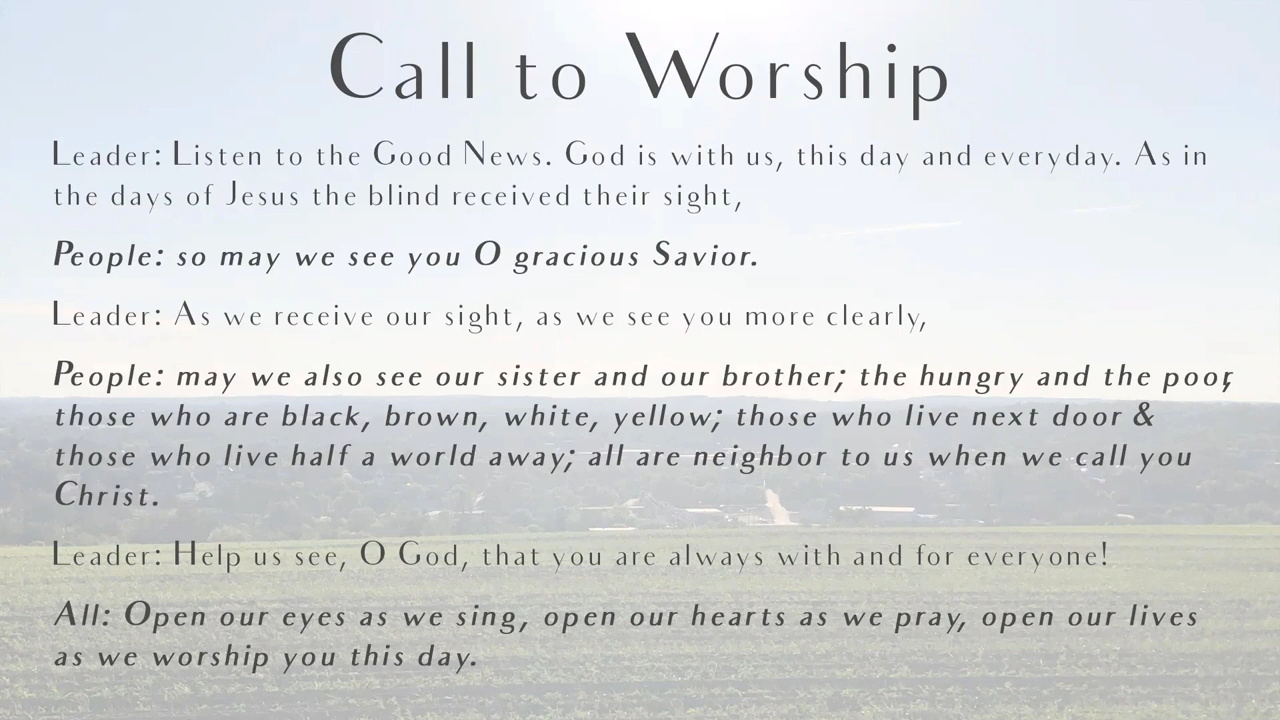 Call to Worship
Leader: Listen to the Good News. God is with us, this day and everyday. As in
the days of Jesus the blind received their sight,
People: so may we see you O gracious Savior.
Leader: As we receive our sight, as we see you more clearly,
People: may we also see our sister and our brother; the hungry and the poor,
those who are black, brown, white, yellow; those who live next door &
those who live half a world away; all are neighbor to us when we call you
Christ.
Leader: Help us see, O God, that you are always with and for everyone!
All: Open our eyes as we sing, open our hearts as we pray, open our lives
as we worship you this day.